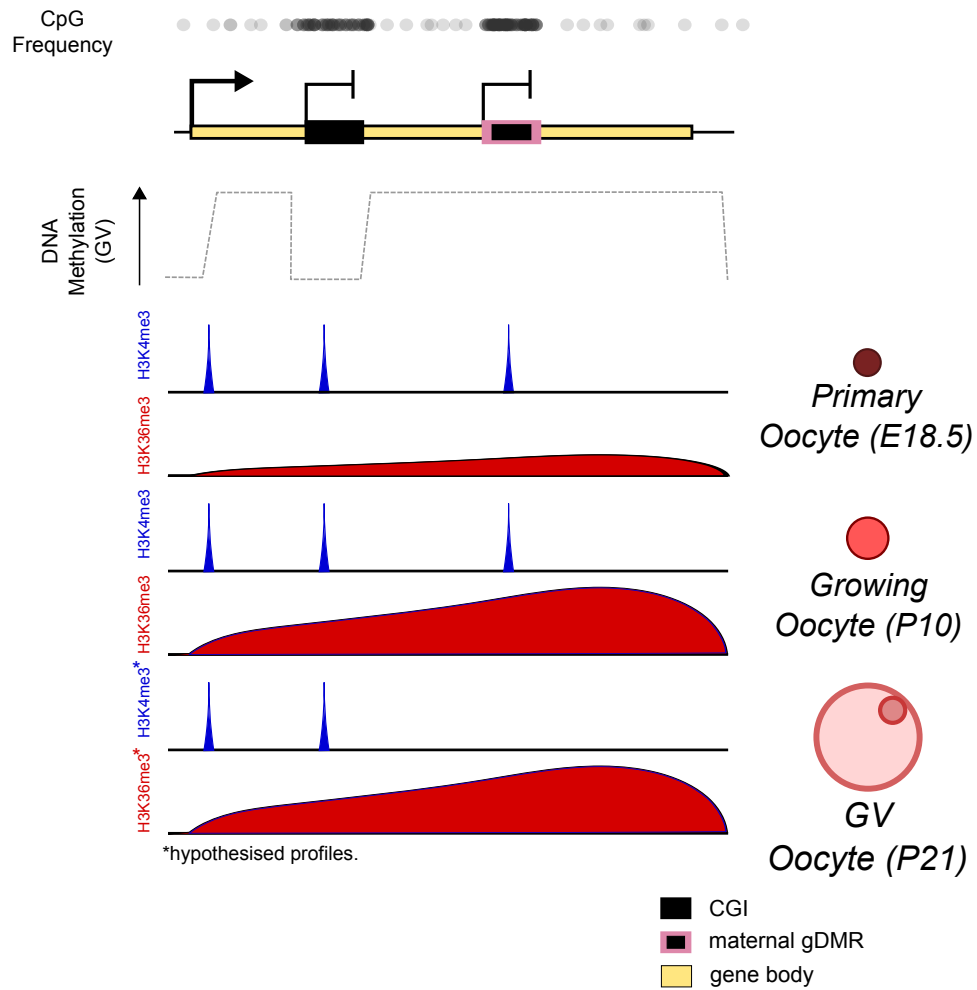 CpG
Frequency
DNA
Methylation
(GV)
H3K4me3
H3K36me3
Primary
Oocyte (E18.5)
H3K4me3
H3K36me3
Growing
Oocyte (P10)
H3K4me3*
H3K36me3*
GV
Oocyte (P21)
*hypothesised profiles.
CGI
maternal gDMR
gene body